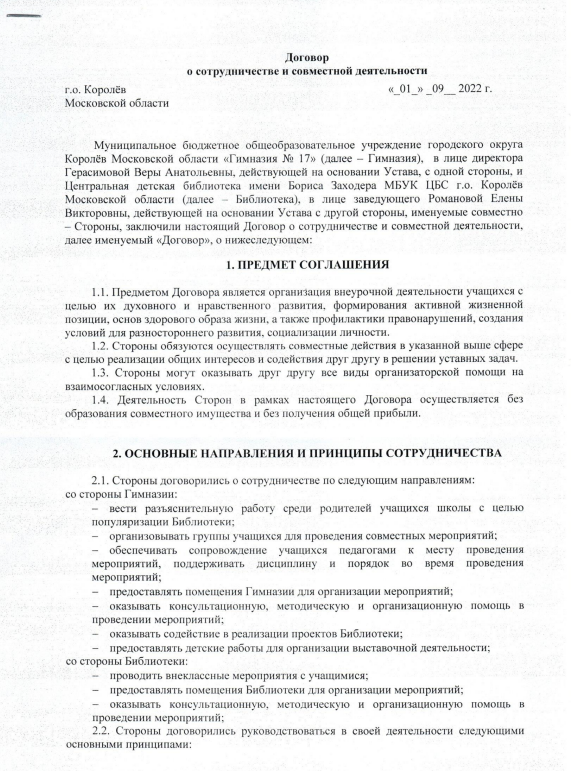 Договор
о сотрудничестве и совместной деятельности
г.о. Королёв «_01_» _09__ 2022 г.
Московской области
Муниципальное бюджетное общеобразовательное учреждение городского округа
Королёв Московской области «Гимназия № 17» (далее – Гимназия), в лице директора
Герасимовой Веры Анатольевны, действующей на основании Устава, с одной стороны, и
Центральная детская библиотека имени Бориса Заходера МБУК ЦБС г.о. Королёв
Московской области (далее – Библиотека), в лице заведующего Романовой Елены
Викторовны, действующей на основании Устава с другой стороны, именуемые совместно
– Стороны, заключили настоящий Договор о сотрудничестве и совместной деятельности,
далее именуемый «Договор», о нижеследующем:
1. ПРЕДМЕТ СОГЛАШЕНИЯ
1.1. Предметом Договора является организация внеурочной деятельности учащихся с
целью их духовного и нравственного развития, формирования активной жизненной
позиции, основ здорового образа жизни, а также профилактики правонарушений, создания
условий для разностороннего развития, социализации личности.
1.2. Стороны обязуются осуществлять совместные действия в указанной выше сфере
с целью реализации общих интересов и содействия друг другу в решении уставных задач.
1.3. Стороны могут оказывать друг другу все виды организаторской помощи на
взаимосогласных условиях.
1.4. Деятельность Сторон в рамках настоящего Договора осуществляется без
образования совместного имущества и без получения общей прибыли.
2. ОСНОВНЫЕ НАПРАВЛЕНИЯ И ПРИНЦИПЫ СОТРУДНИЧЕСТВА
2.1. Стороны договорились о сотрудничестве по следующим направлениям:
со стороны Гимназии:
– вести разъяснительную работу среди родителей учащихся школы с целью
популяризации Библиотеки;
– организовывать группы учащихся для проведения совместных мероприятий;
– обеспечивать сопровождение учащихся педагогами к месту проведения
мероприятий, поддерживать дисциплину и порядок во время проведения
мероприятий;
– предоставлять помещения Гимназии для организации мероприятий;
– оказывать консультационную, методическую и организационную помощь в
проведении мероприятий;
– оказывать содействие в реализации проектов Библиотеки;
– предоставлять детские работы для организации выставочной деятельности;
со стороны Библиотеки:
– проводить внеклассные мероприятия с учащимися;
– предоставлять помещения Библиотеки для организации мероприятий;
– оказывать консультационную, методическую и организационную помощь в
проведении мероприятий;
2.2. Стороны договорились руководствоваться в своей деятельности следующими
основными принципами: